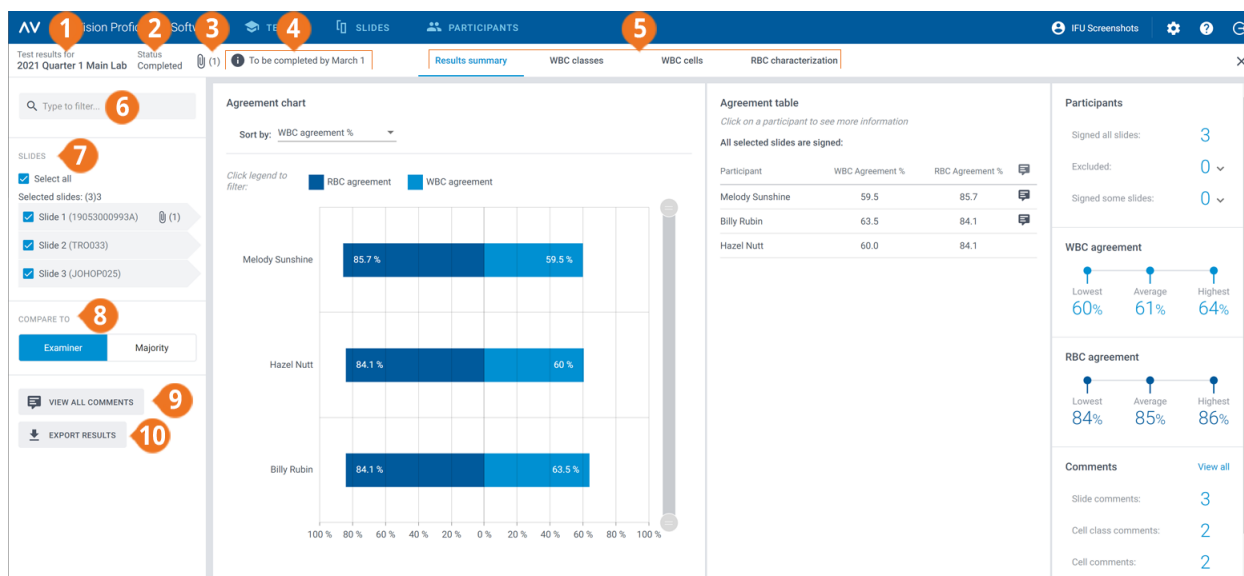 1
2
3
4
5
6
7
8
9
10
SLIDES
PARTICIPANTS
IFU Screenshots
Test results for
2021 Quarter 1 Main Lab
Status
Completed
(1)
To be completed by March 1
Results summary
WBC classes
WBC cells
RBC characterization
Type to filter...
SLIDES
Select all
Selected slides: (3)3
Slide 1 (19053000993A) (1)
Slide 2 (TRO033)
Slide 3 (JOHOP025)
COMPARE TO
Examiner
Majority
VIEW ALL COMMENTS
EXPORT RESULTS
Agreement chart
Sort by: WBC agreement %
Click legend to
filter:
RBC agreement
WBC agreement
Melody Sunshine
85.7 %
59.5 %
Hazel Nutt
84.1 %
60 %
Billy Rubin
84.1 %
63.5 %
100 % 80 % 60 % 40 % 20 % 0 % 20 % 40 % 60 % 80 % 100 %
Agreement table
Click on a participant to see more information
All selected slides are signed:
Participant WBC Agreement % RBC Agreement %
Melody Sunshine 59.5 85.7
Billy Rubin 63.5 84.1
Hazel Nutt 60.0 84.1
Participants
Signed all slides: 3
Excluded: 0
Signed some slides: 0
WBC agreement
Lowest Average Highest
60% 61% 64%
RBC agreement
Lowest Average Highest
84% 85% 86%
Comments View all
Slide comments: 3
Cell class comments: 2
Cell comments: 2